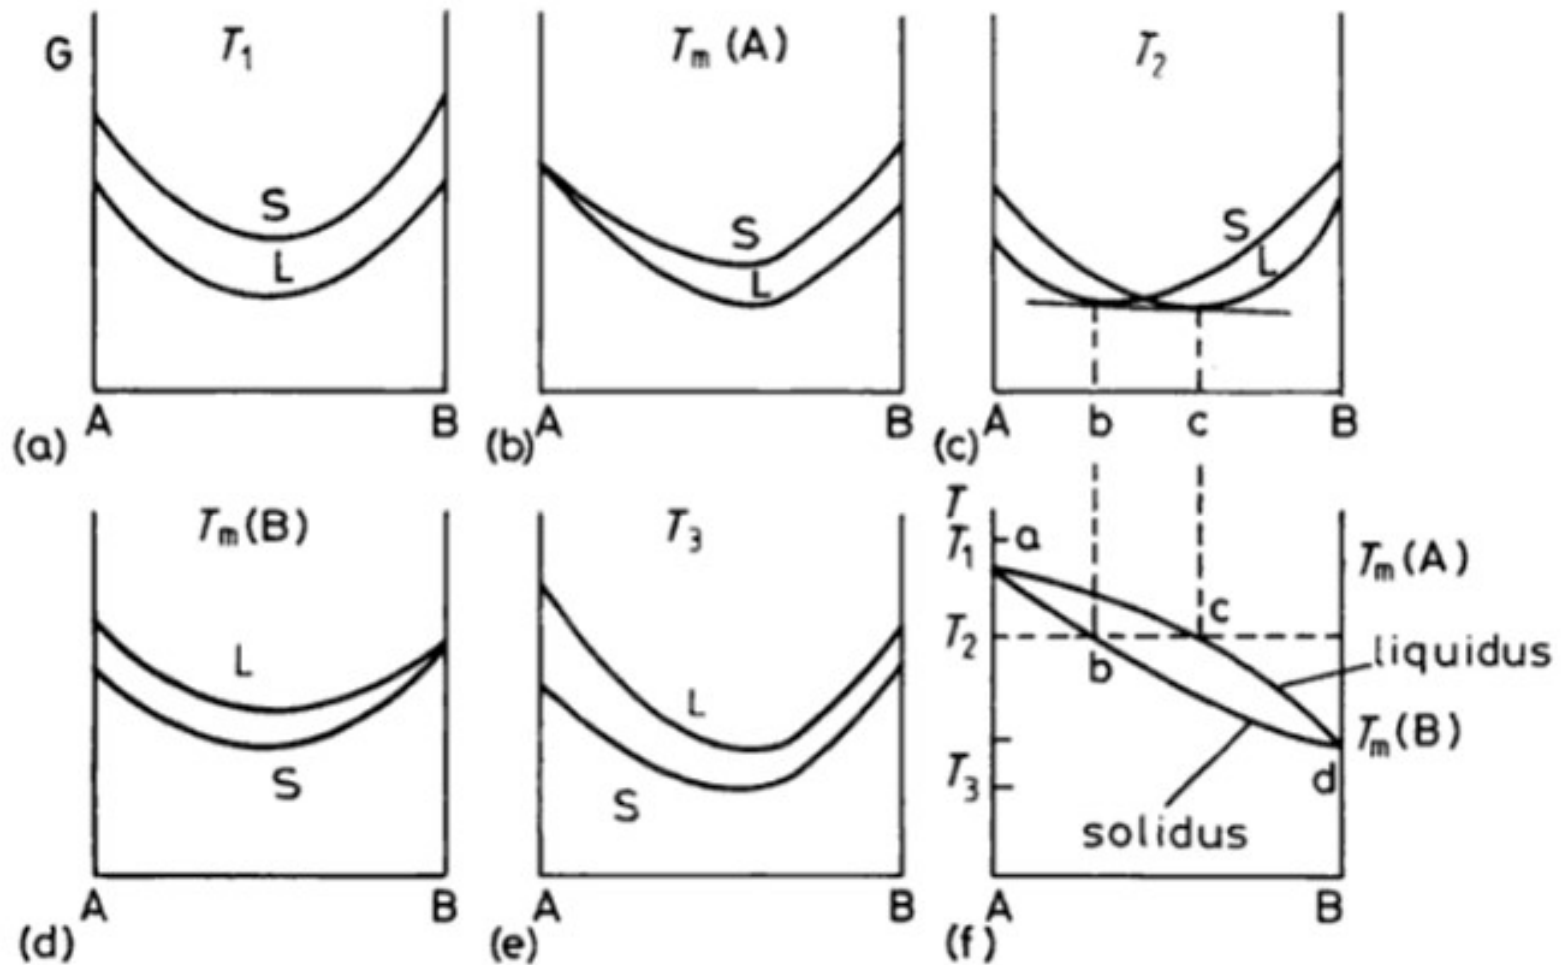 G
T1
S
L
A
B
(a)
Tm (A)
S
L
A
B
(b)
T2
S
L
A
b
c
B
(c)
Tm(B)
L
S
A
B
(d)
T3
L
S
A
B
(e)
T
T1
a
Tm(A)
T2
c
b
liquidus
Tm(B)
T3
d
solidus
A
B
(f)